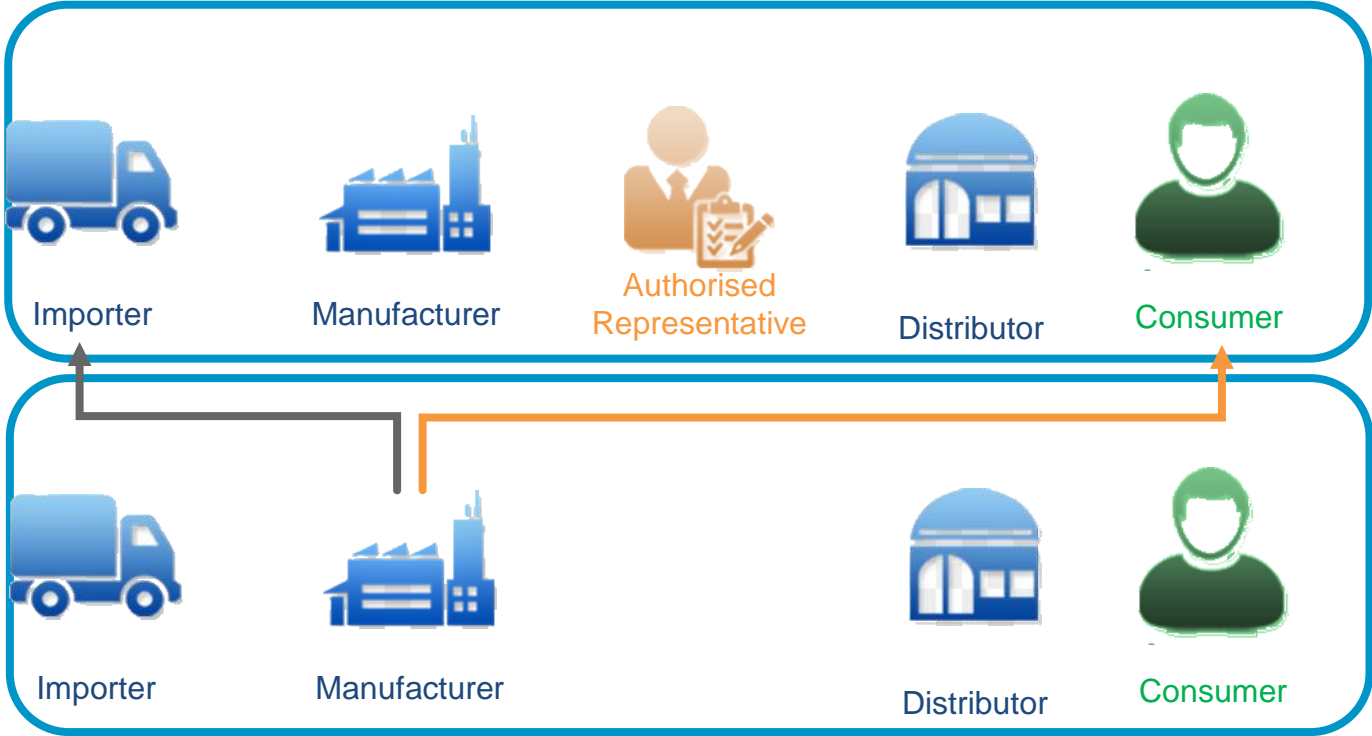 Importer
Manufacturer
Authorised
Representative
Distributor
Consumer
Importer
Manufacturer
Distributor
Consumer